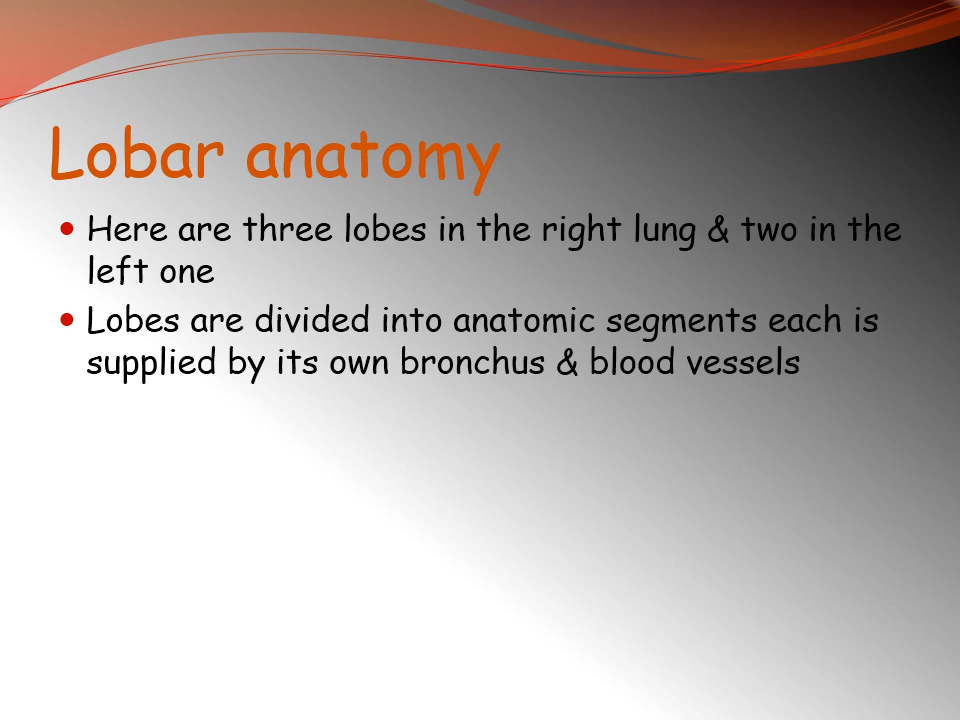 Lobar anatomy
• Here are three lobes in the right lung & two in the
left one
• Lobes are divided into anatomic segments each is
supplied by its own bronchus & blood vessels